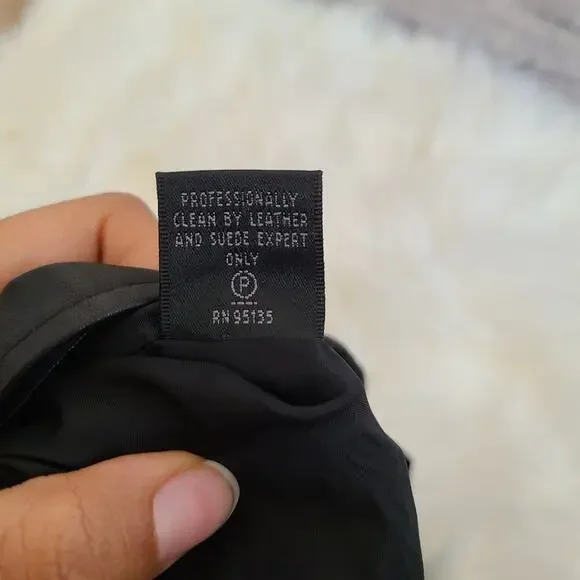 PROFESSIONALLY
CLEAN BY LEATHER
AND SUEDE EXPERT
ONLY
P
RN 95135